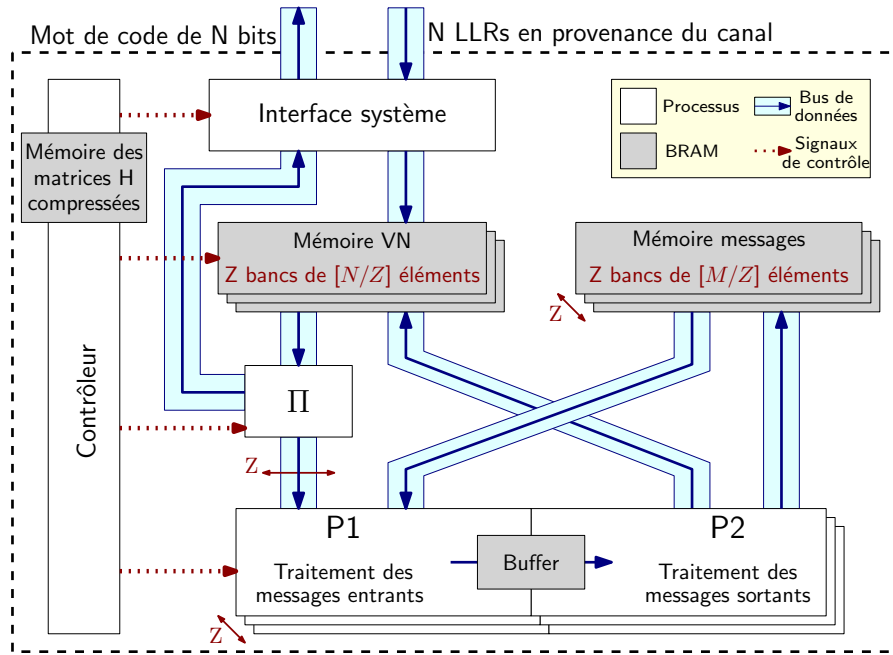 Mot de code de N bits
N LLRs en provenance du canal
Interface système
Processus
Bus de
données
BRAM
Signaux
de contrôle
Mémoire des
matrices H
compressées
Mémoire VN
Z bancs de [N/Z] éléments
Mémoire messages
Z bancs de [M/Z] éléments
Z
Contrôleur
Π
Z
P1
P2
Buffer
Traitement des
messages entrants
Traitement des
messages sortants
Z